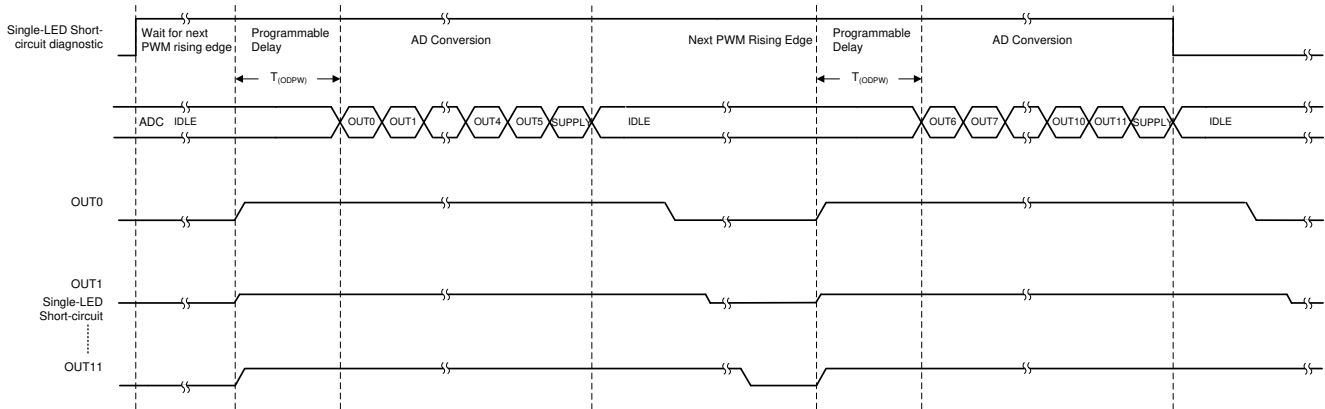 Single-LED Short-
circuit diagnostic
Wait for next
PWM rising edge
Programmable
Delay
AD Conversion
Next PWM Rising Edge
Programmable
Delay
AD Conversion
T(ODPW)
T(ODPW)
ADC IDLE
OUT0
OUT1
OUT4
OUT5
SUPPLY
IDLE
OUT6
OUT7
OUT10
OUT11
SUPPLY
IDLE
OUT0
OUT1
Single-LED
Short-circuit
OUT11